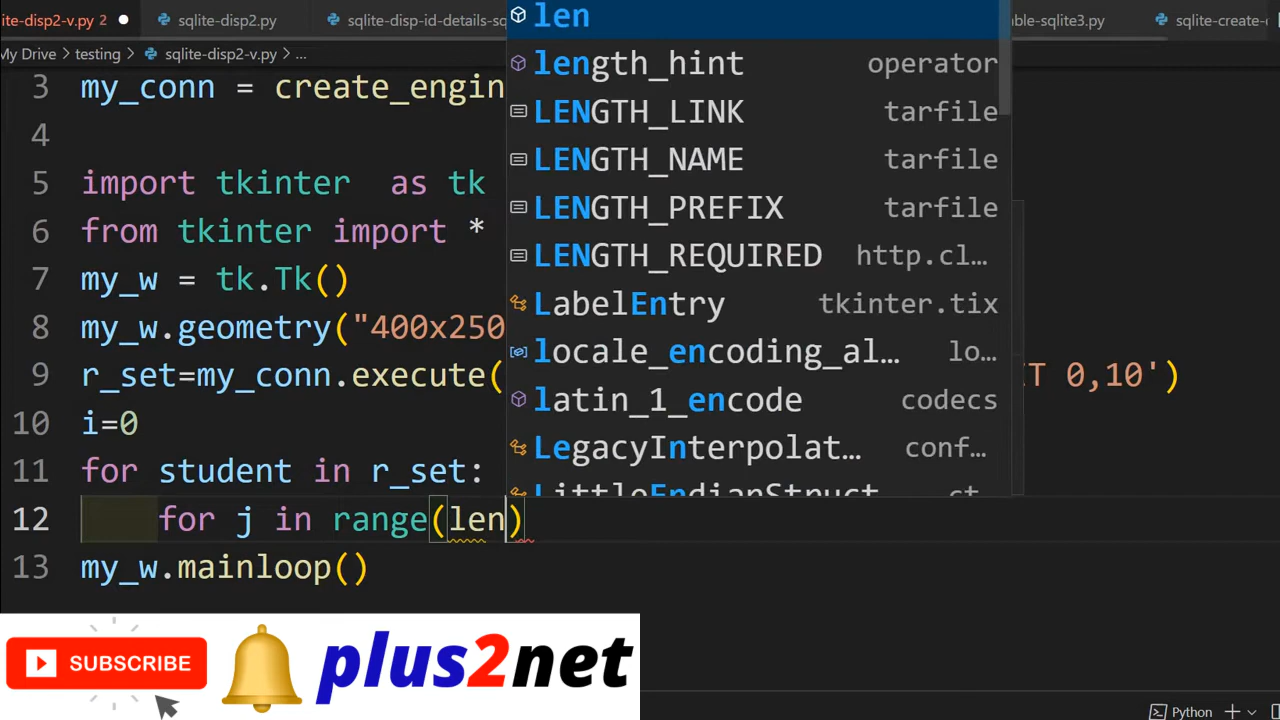 lite-disp2-v.py 2 sqlite-disp2.py sqlite-disp-id-details-sq able-sqlite3.py sqlite-create-
My Drive > testing > sqlite-disp2-v.py > ...
3 my_conn = create_engin
4
5 import tkinter as tk
6 from tkinter import *
7 my_w = tk.Tk()
8 my_w.geometry("400x250
9 r_set=my_conn.execute( T 0,10')
10 i=0
11 for student in r_set:
12 for j in range(len)
13 my_w.mainloop()
len
length_hint operator
LENGTH_LINK tarfile
LENGTH_NAME tarfile
LENGTH_PREFIX tarfile
LENGTH_REQUIRED http.cl...
LabelEntry tkinter.tix
locale_encoding_al... lo...
latin_1_encode codecs
LegacyInterpolat... conf...
LittleEndianStruct ct
SUBSCRIBE
plus2net
Python